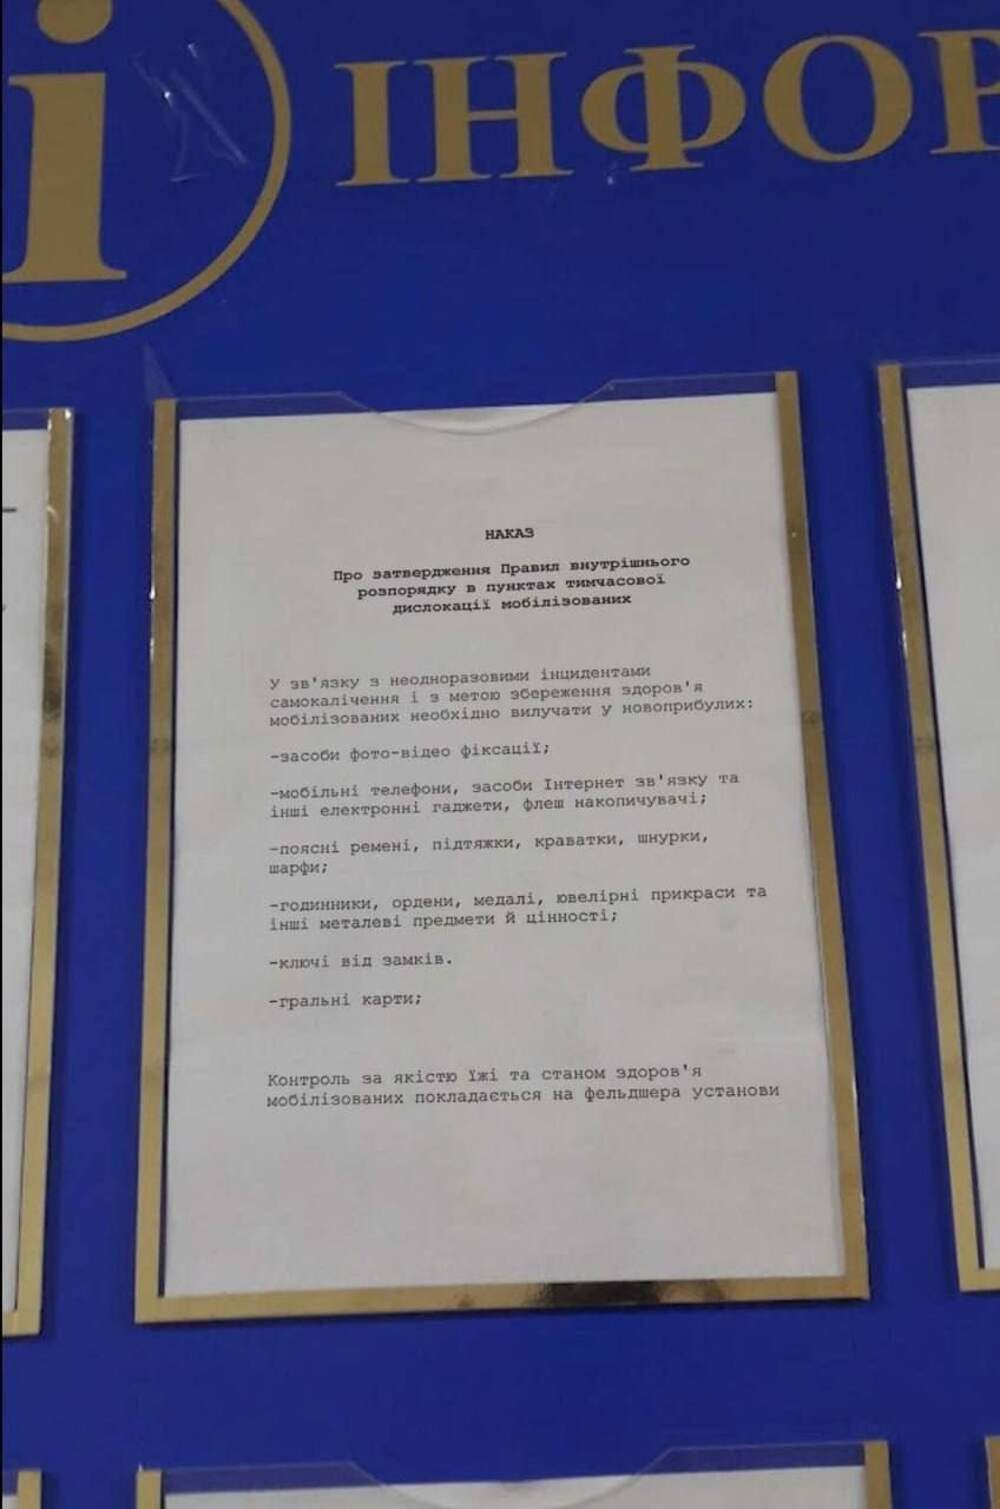 i ІНФОР
НАКАЗ
Про затвердження Правил внутрішнього
розпорядку в пунктах тимчасової
дислокації мобілізованих
У зв'язку з неодноразовими інцидентами
самокалічення і з метою збереження здоров'я
мобілізованих необхідно вилучати у новоприбулих:
-засоби фото-відео фіксації;
-мобільні телефони, засоби Інтернет зв'язку та
інші електронні гаджети, флеш накопичувачі;
-поясні ремені, підтяжки, краватки, шнурки,
шарфи;
-годинники, ордени, медалі, ювелірні прикраси та
інші металеві предмети й цінності;
-ключі від замків.
-гральні карти;
Контроль за якістю їжі та станом здоров'я
мобілізованих покладається на фельдшера установи